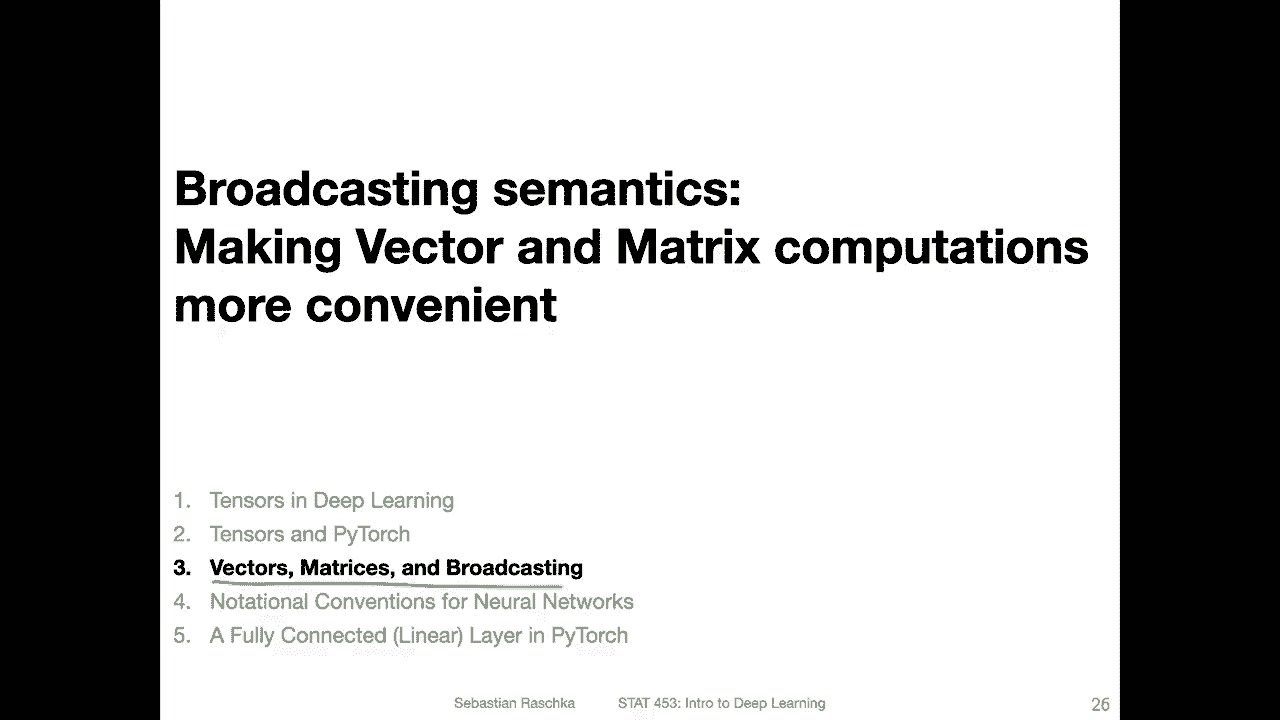 Broadcasting semantics:
Making Vector and Matrix computations
more convenient
1. Tensors in Deep Learning
2. Tensors and PyTorch
3. Vectors, Matrices, and Broadcasting
4. Notational Conventions for Neural Networks
5. A Fully Connected (Linear) Layer in PyTorch
Sebastian Raschka STAT 453: Intro to Deep Learning 26